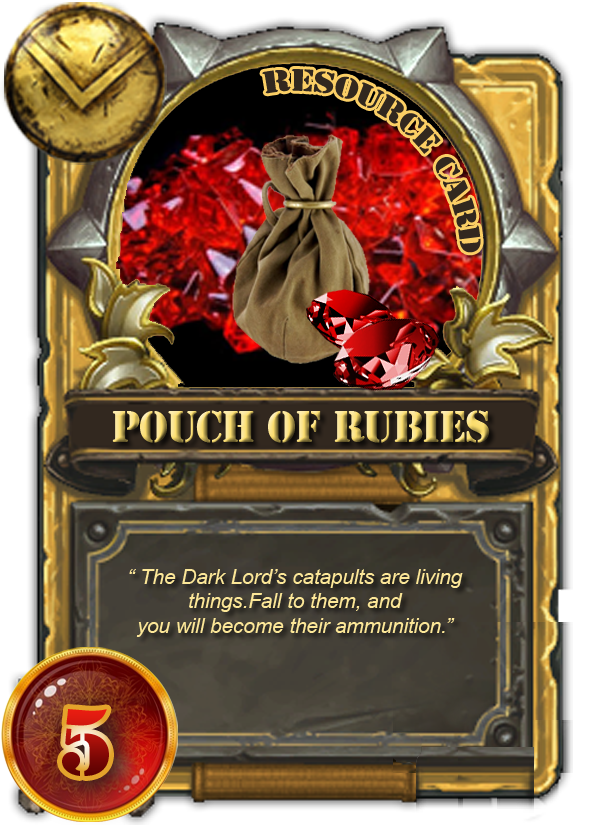 RESOURCE CARD
POUCH OF RUBIES
“ The Dark Lord’s catapults are living
things.Fall to them, and
you will become their ammunition.”
5